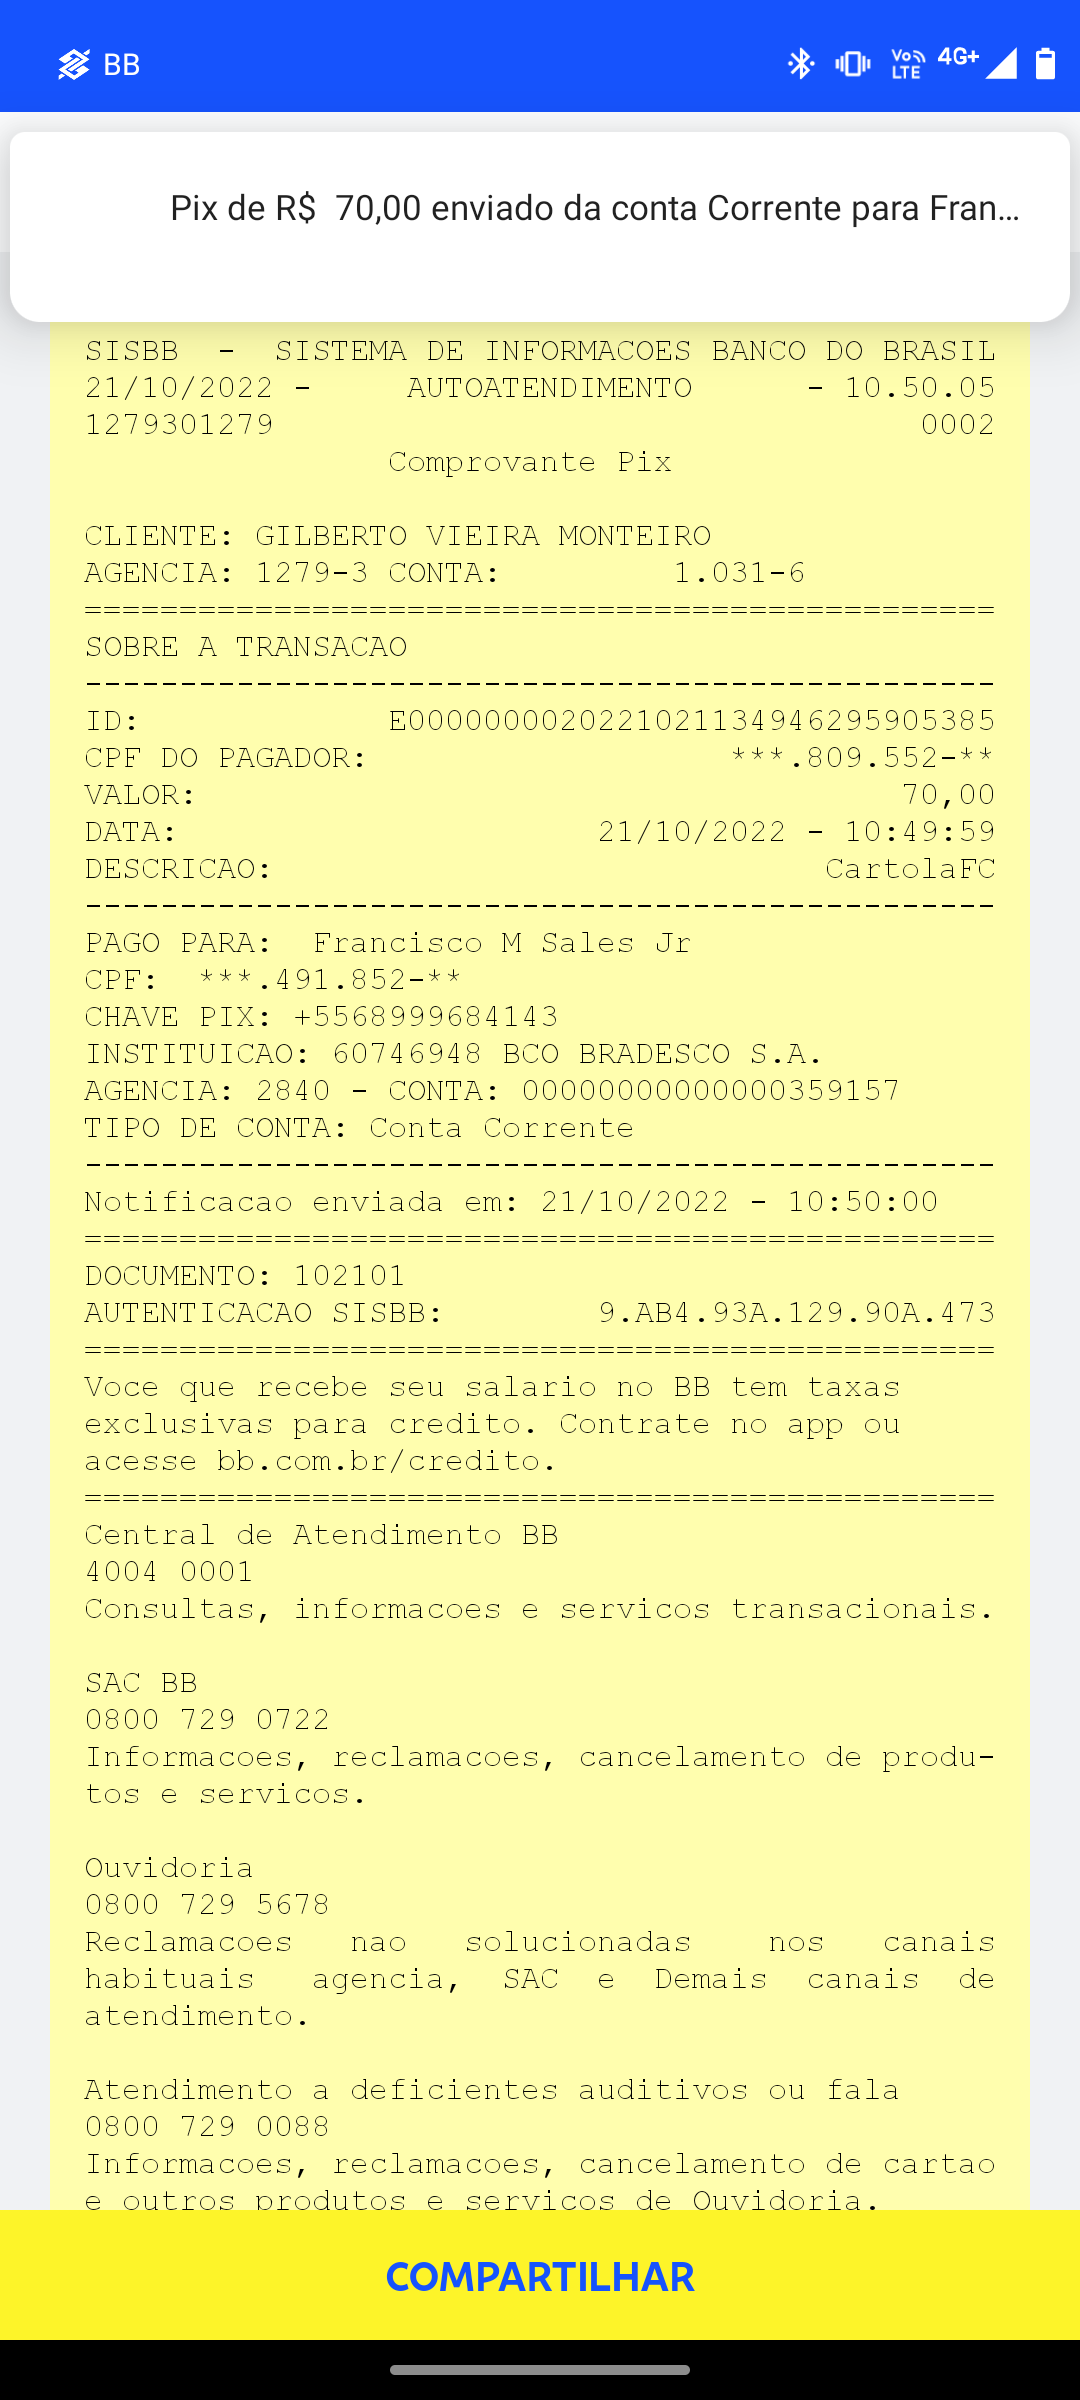 BB
VoLTE 4G+
Pix de R$ 70,00 enviado da conta Corrente para Fran...
SISBB - SISTEMA DE INFORMACOES BANCO DO BRASIL
21/10/2022 - AUTOATENDIMENTO - 10.50.05
1279301279 0002
Comprovante Pix
CLIENTE: GILBERTO VIEIRA MONTEIRO
AGENCIA: 1279-3 CONTA: 1.031-6
================================================
SOBRE A TRANSACAO
------------------------------------------------
ID: E0000000020221021134946295905385
CPF DO PAGADOR: ***.809.552-**
VALOR: 70,00
DATA: 21/10/2022 - 10:49:59
DESCRICAO: CartolaFC
------------------------------------------------
PAGO PARA: Francisco M Sales Jr
CPF: ***.491.852-**
CHAVE PIX: +5568999684143
INSTITUICAO: 60746948 BCO BRADESCO S.A.
AGENCIA: 2840 - CONTA: 00000000000000359157
TIPO DE CONTA: Conta Corrente
------------------------------------------------
Notificacao enviada em: 21/10/2022 - 10:50:00
================================================
DOCUMENTO: 102101
AUTENTICACAO SISBB: 9.AB4.93A.129.90A.473
================================================
Voce que recebe seu salario no BB tem taxas
exclusivas para credito. Contrate no app ou
acesse bb.com.br/credito.
================================================
Central de Atendimento BB
4004 0001
Consultas, informacoes e servicos transacionais.
SAC BB
0800 729 0722
Informacoes, reclamacoes, cancelamento de produ-
tos e servicos.
Ouvidoria
0800 729 5678
Reclamacoes nao solucionadas nos canais
habituais agencia, SAC e Demais canais de
atendimento.
Atendimento a deficientes auditivos ou fala
0800 729 0088
Informacoes, reclamacoes, cancelamento de cartao
e outros produtos e servicos de Ouvidoria.
COMPARTILHAR